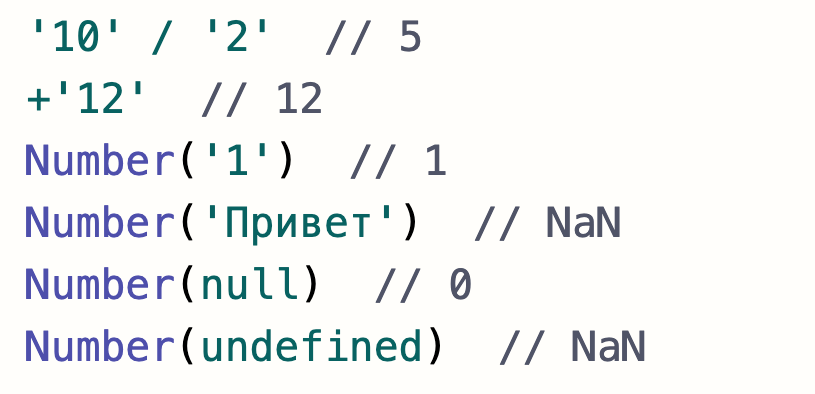 '10' / '2'  // 5
+'12'  // 12
Number('1')  // 1
Number('Привет')  // NaN
Number(null)  // 0
Number(undefined)  // NaN